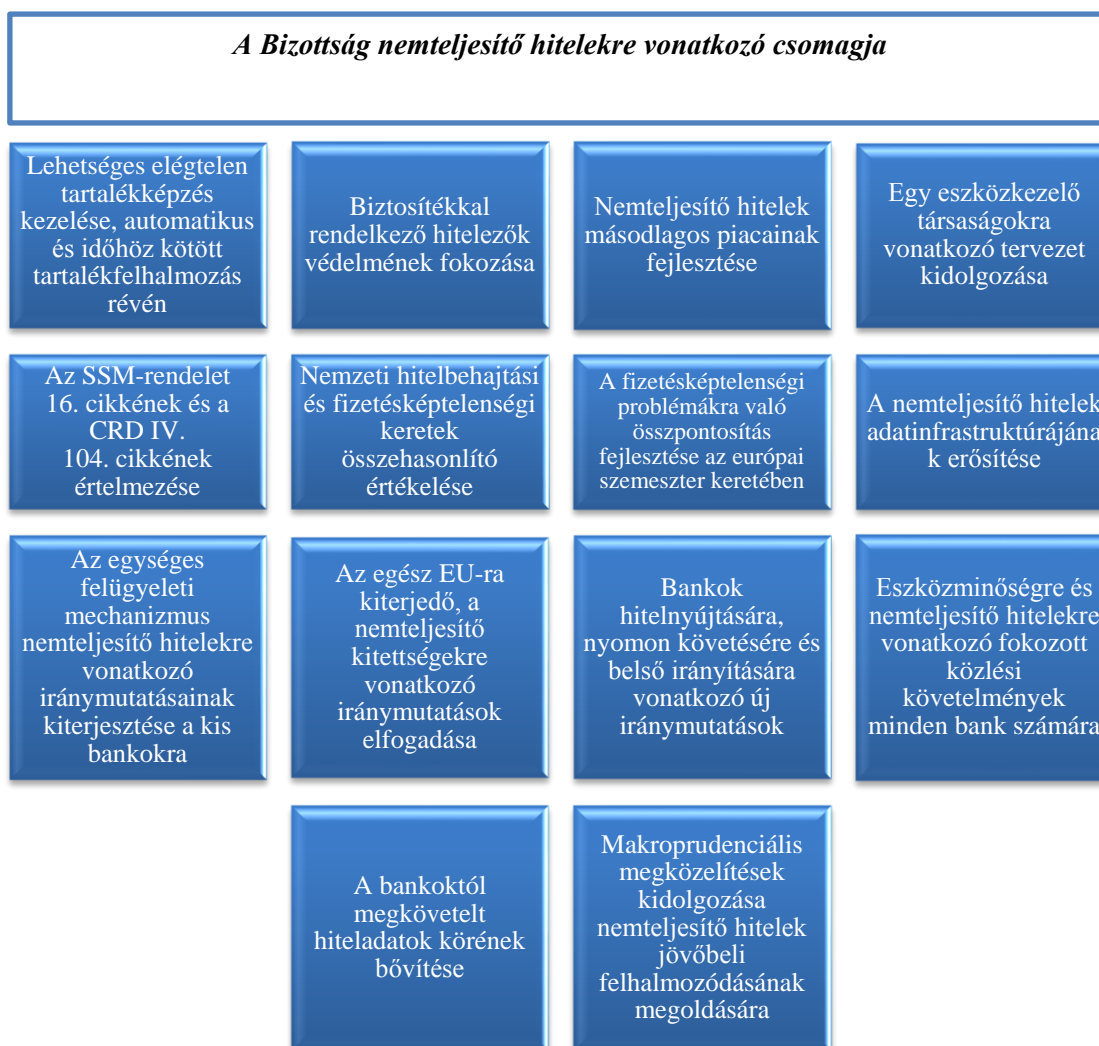 A Bizottság nemteljesítő hitelekre vonatkozó csomagja
Lehetséges elégtelen
tartalékképzés
kezelése, automatikus
és időhöz kötött
tartalékfelhalmozás
révén
Biztosítékkal
rendelkező hitelezők
védelmének fokozása
Nemteljesítő hitelek
másodlagos piacainak
fejlesztése
Egy eszközkezelő
társaságokra
vonatkozó tervezet
kidolgozása
Az SSM-rendelet
16. cikkének és a
CRD IV.
104. cikkének
értelmezése
Nemzeti hitelbehajtási
és fizetésképtelenségi
keretek
összehasonlító
értékelése
A fizetésképtelenségi
problémákra való
összpontosítás
fejlesztése az európai
szemeszter keretében
A nemteljesítő hitelek
adatinfrastruktúrájána
k erősítése
Az egységes
felügyeleti
mechanizmus
nemteljesítő hitelekre
vonatkozó
iránymutatásainak
kiterjesztése a kis
bankokra
Az egész EU-ra
kiterjedő, a
nemteljesítő
kitettségekre
vonatkozó
iránymutatások
elfogadása
Bankok
hitelnyújtására,
nyomon követésére és
belső irányítására
vonatkozó új
iránymutatások
Eszközminőségre és
nemteljesítő hitelekre
vonatkozó fokozott
közlési
követelmények
minden bank számára
A bankoktól
megkövetelt
hiteladatok körének
bővítése
Makroprudenciális
megközelítések
kidolgozása
nemteljesítő hitelek
jövőbeli
felhalmozódásának
megoldására